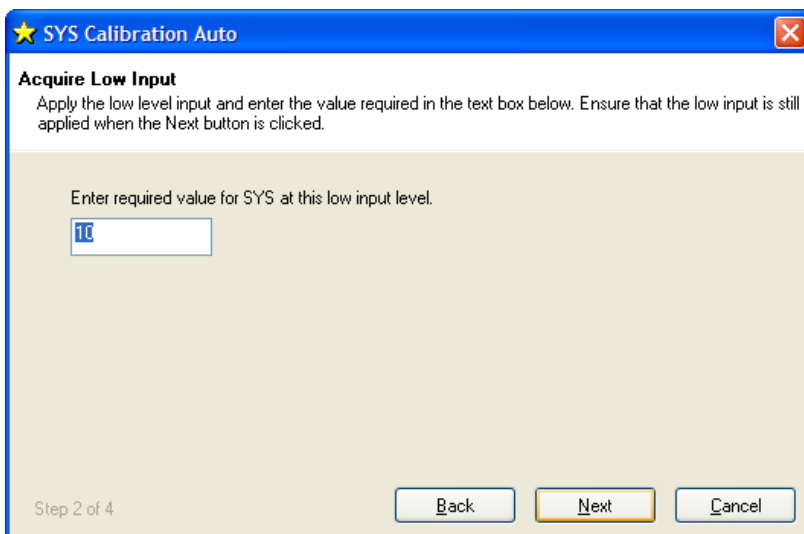 SYS Calibration Auto
Acquire Low Input
Apply the low level input and enter the value required in the text box below. Ensure that the low input is still
applied when the Next button is clicked.
Enter required value for SYS at this low input level.
10
Step 2 of 4
Back
Next
Cancel